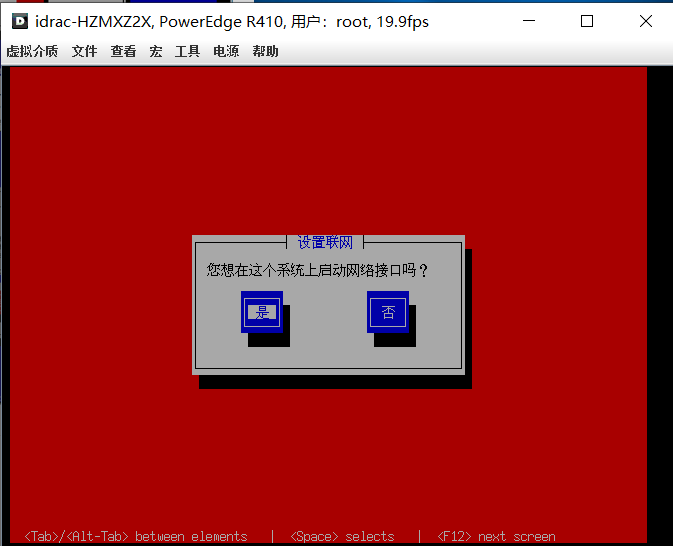 idrac-HZMXZ2X, PowerEdge R410, 用户：root, 19.9fps
虚拟介质 文件 查看 宏 工具 电源 帮助
设置联网
您想在这个系统上启动网络接口吗？
是 否
<Tab>/<Alt-Tab> between elements | <Space> selects | <F12> next screen